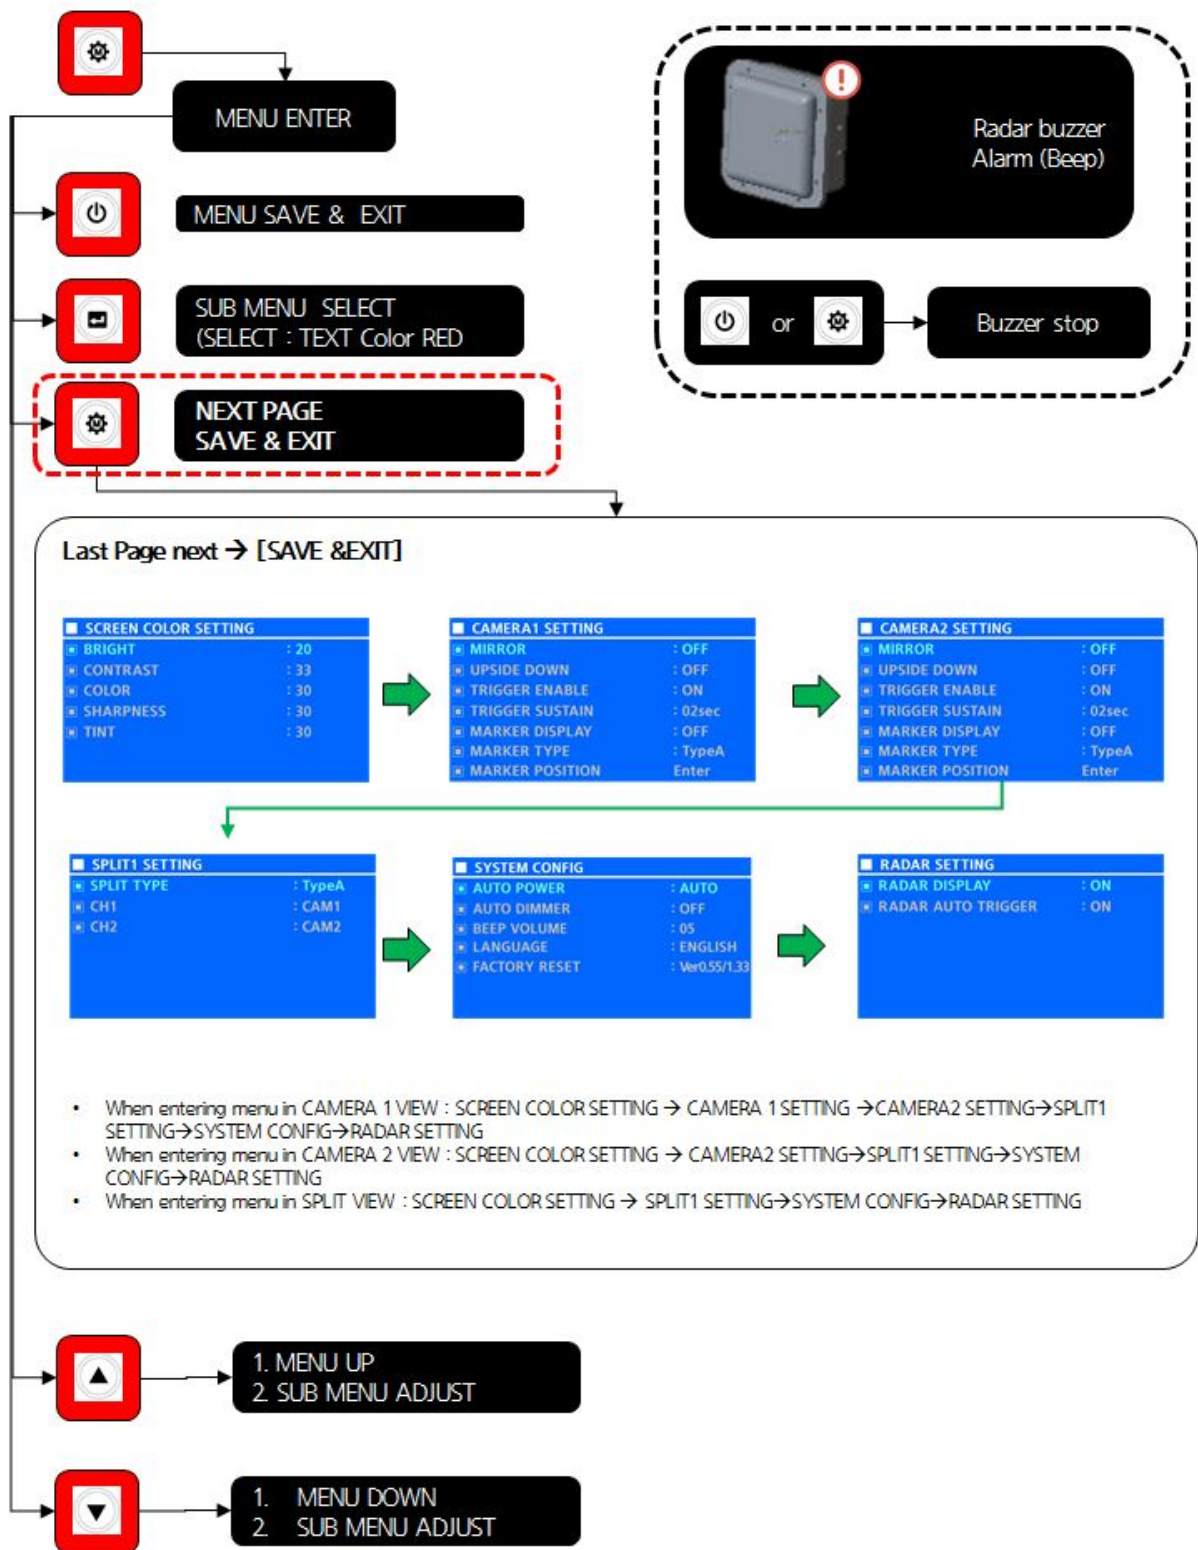 MENU ENTER
MENU SAVE & EXIT
SUB MENU SELECT
(SELECT : TEXT Color RED
NEXT PAGE
SAVE & EXIT
Radar buzzer
Alarm (Beep)
or
Buzzer stop
Last Page next → [SAVE &EXIT]
SCREEN COLOR SETTING
BRIGHT : 20
CONTRAST : 33
COLOR : 30
SHARPNESS : 30
TINT : 30
CAMERA1 SETTING
MIRROR : OFF
UPSIDE DOWN : OFF
TRIGGER ENABLE : ON
TRIGGER SUSTAIN : 02sec
MARKER DISPLAY : OFF
MARKER TYPE : TypeA
MARKER POSITION Enter
CAMERA2 SETTING
MIRROR : OFF
UPSIDE DOWN : OFF
TRIGGER ENABLE : ON
TRIGGER SUSTAIN : 02sec
MARKER DISPLAY : OFF
MARKER TYPE : TypeA
MARKER POSITION Enter
SPLIT1 SETTING
SPLIT TYPE : TypeA
CH1 : CAM1
CH2 : CAM2
SYSTEM CONFIG
AUTO POWER : AUTO
AUTO DIMMER : OFF
BEEP VOLUME : 05
LANGUAGE : ENGLISH
FACTORY RESET : Ver0.55/1.33
RADAR SETTING
RADAR DISPLAY : ON
RADAR AUTO TRIGGER : ON
• When entering menu in CAMERA 1 VIEW : SCREEN COLOR SETTING → CAMERA 1 SETTING →CAMERA2 SETTING→SPLIT1
SETTING→SYSTEM CONFIG→RADAR SETTING
• When entering menu in CAMERA 2 VIEW : SCREEN COLOR SETTING → CAMERA2 SETTING→SPLIT1 SETTING→SYSTEM
CONFIG→RADAR SETTING
• When entering menu in SPLIT VIEW : SCREEN COLOR SETTING → SPLIT1 SETTING→SYSTEM CONFIG→RADAR SETTING
1. MENU UP
2. SUB MENU ADJUST
1. MENU DOWN
2. SUB MENU ADJUST